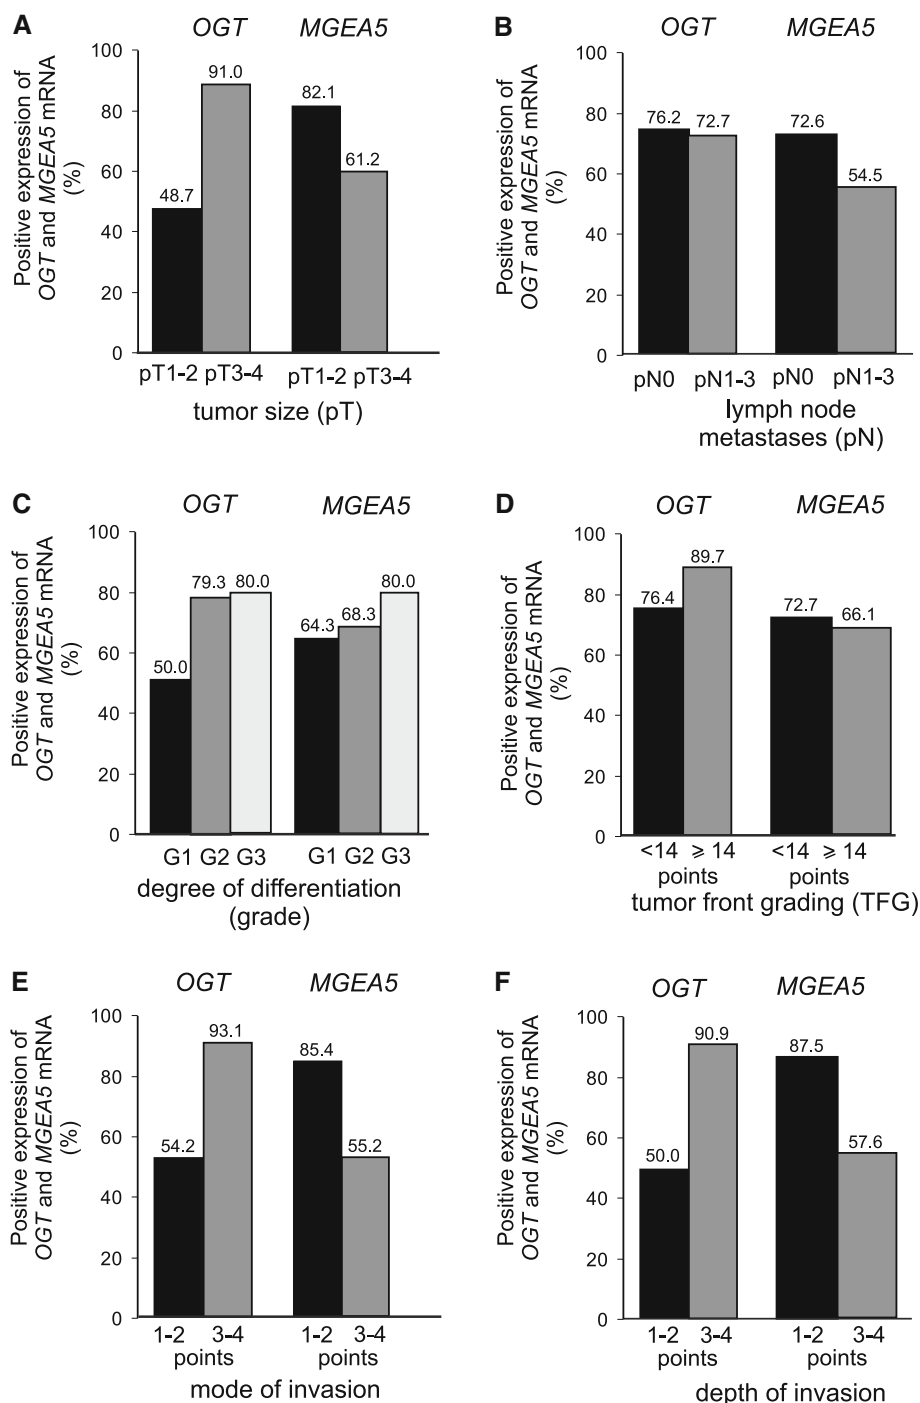 A
OGT MGEA5
Positive expression of
OGT and MGEA5 mRNA
(%)
100
80
60
40
20
0
48.7
91.0
82.1
61.2
pT1-2 pT3-4 pT1-2 pT3-4
tumor size (pT)
B
OGT MGEA5
Positive expression of
OGT and MGEA5 mRNA
(%)
100
80
60
40
20
0
76.2
72.7
72.6
54.5
pN0 pN1-3 pN0 pN1-3
lymph node
metastases (pN)
C
OGT MGEA5
Positive expression of
OGT and MGEA5 mRNA
(%)
100
80
60
40
20
0
50.0
79.3
80.0
64.3
68.3
80.0
G1 G2 G3 G1 G2 G3
degree of differentiation
(grade)
D
OGT MGEA5
Positive expression of
OGT and MGEA5 mRNA
(%)
100
80
60
40
20
0
76.4
89.7
72.7
66.1
<14 ⩾ 14 <14 ⩾ 14
points points
tumor front grading (TFG)
E
OGT MGEA5
Positive expression of
OGT and MGEA5 mRNA
(%)
100
80
60
40
20
0
54.2
93.1
85.4
55.2
1-2 3-4 1-2 3-4
points points
mode of invasion
F
OGT MGEA5
Positive expression of
OGT and MGEA5 mRNA
(%)
100
80
60
40
20
0
50.0
90.9
87.5
57.6
1-2 3-4 1-2 3-4
points points
depth of invasion